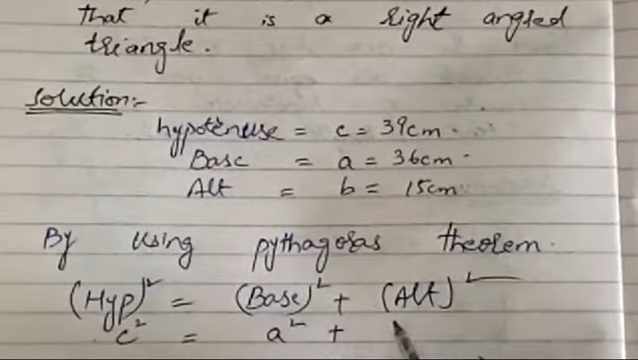 that it is a right angled
triangle.
Solution:-
hypotenuse = c = 39cm.
Base = a = 36cm.
Alt = b = 15cm
By using pythagoras theorem.
(Hyp)² = (Base)² + (Alt)²
c² = a² +